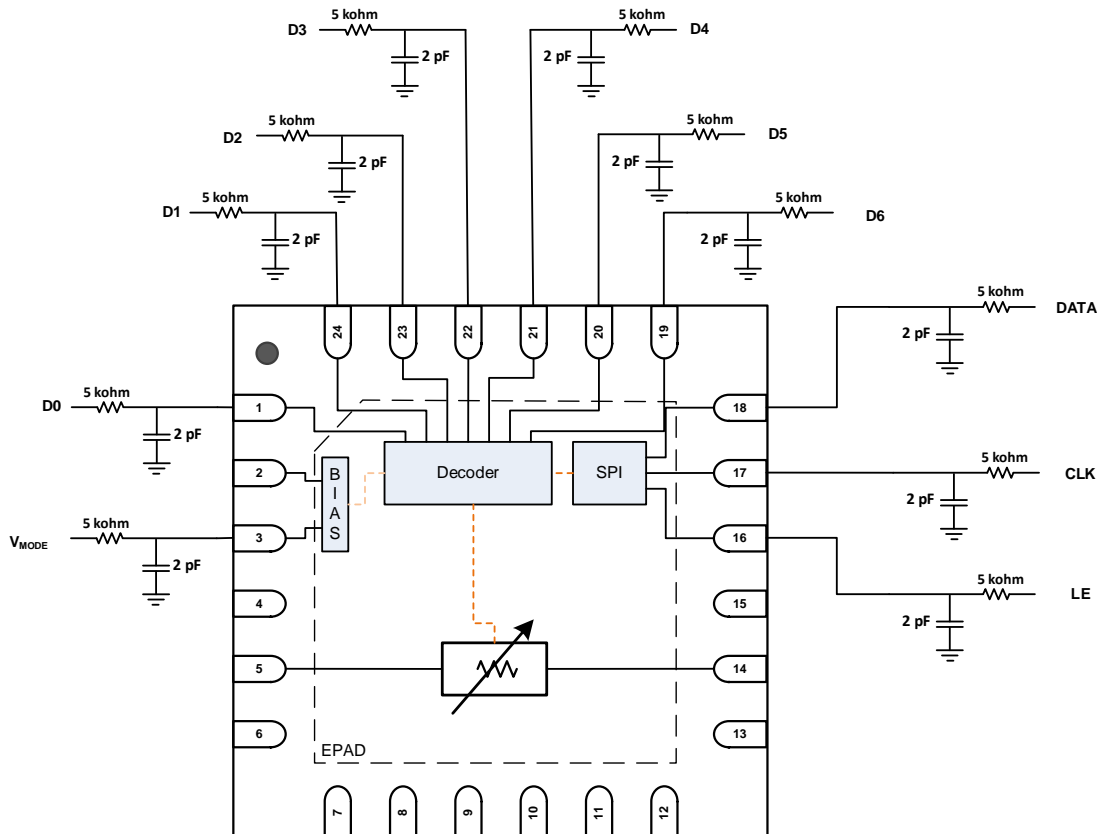 5 kohm
D3
2 pF
5 kohm
D4
2 pF
5 kohm
D2
2 pF
5 kohm
D5
2 pF
5 kohm
D1
2 pF
5 kohm
D6
2 pF
24
23
22
21
20
19
5 kohm
DATA
2 pF
5 kohm
D0
2 pF
1
18
2
BIAS
Decoder
SPI
17
5 kohm
CLK
2 pF
5 kohm
VMODE
2 pF
3
16
5 kohm
LE
2 pF
4
15
5
14
6
13
EPAD
7
8
9
10
11
12